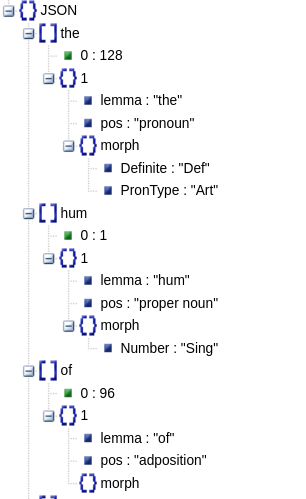 JSON
the
0 : 128
1
lemma : "the"
pos : "pronoun"
morph
Definite : "Def"
PronType : "Art"
hum
0 : 1
1
lemma : "hum"
pos : "proper noun"
morph
Number : "Sing"
of
0 : 96
1
lemma : "of"
pos : "adposition"
morph